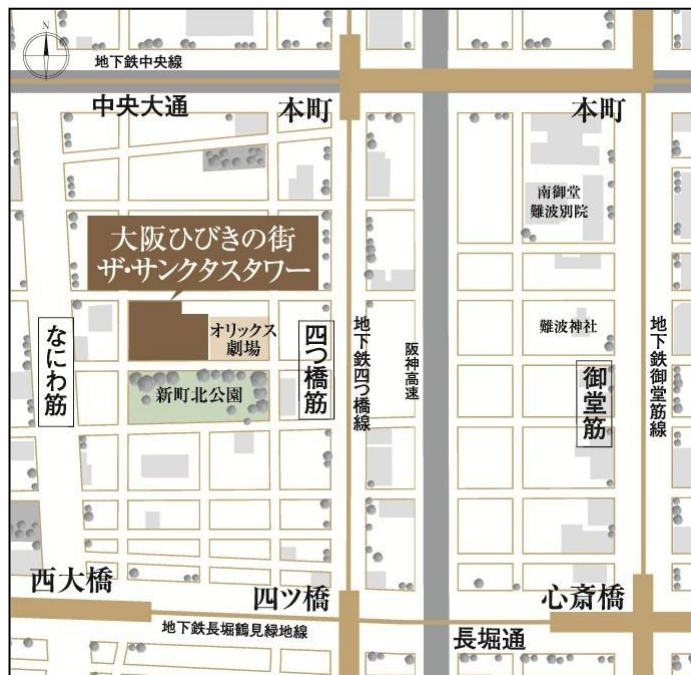 N
地下鉄中央線
中央大通
本町
本町
南御堂
難波別院
大阪ひびきの街
ザ・サンクタスタワー
オリックス
劇場
難波神社
なにわ筋
四つ橋筋
地下鉄四つ橋線
阪神高速
御堂筋
地下鉄御堂筋線
新町北公園
西大橋
四ツ橋
心斎橋
地下鉄長堀鶴見緑地線
長堀通